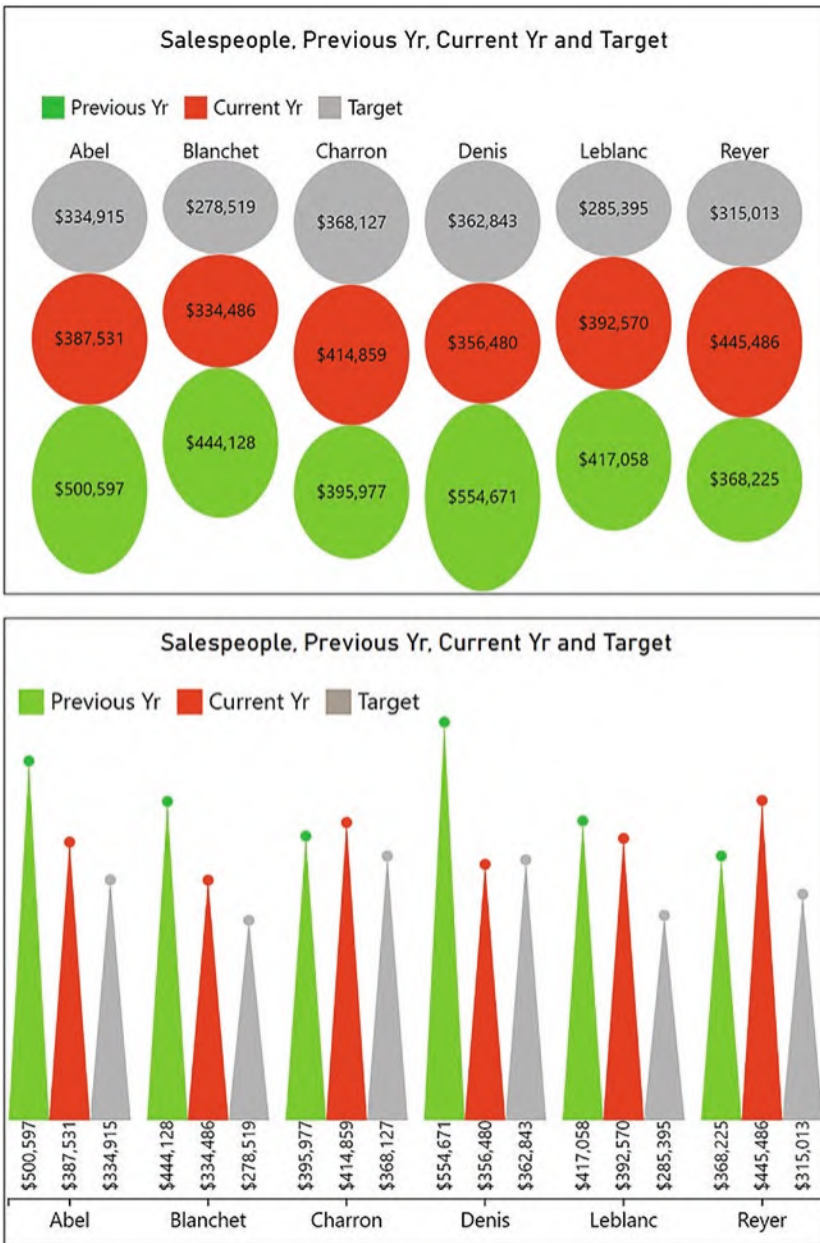 Salespeople, Previous Yr, Current Yr and Target
Previous Yr Current Yr Target
Abel Blanchet Charron Denis Leblanc Reyer
$334,915 $278,519 $368,127 $362,843 $285,395 $315,013
$387,531 $334,486 $414,859 $356,480 $392,570 $445,486
$500,597 $444,128 $395,977 $554,671 $417,058 $368,225
Salespeople, Previous Yr, Current Yr and Target
Previous Yr Current Yr Target
$500,597 $387,531 $334,915 $444,128 $334,486 $278,519 $395,977 $414,859 $368,127 $554,671 $356,480 $362,843 $417,058 $392,570 $285,395 $368,225 $445,486 $315,013
Abel Blanchet Charron Denis Leblanc Reyer